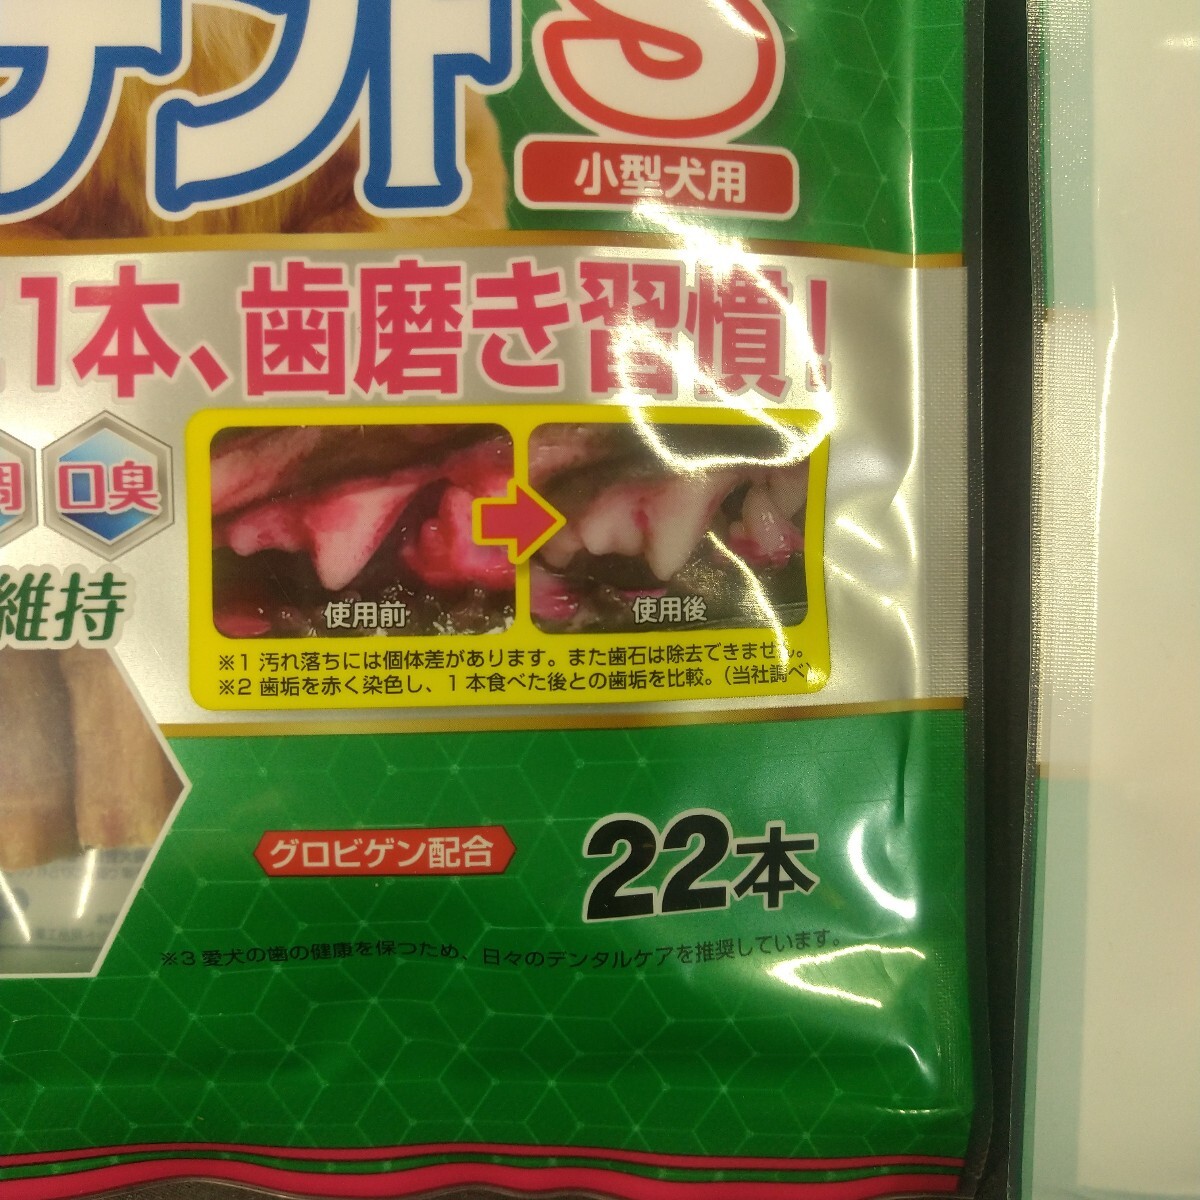 デント S
小型犬用
1本、歯磨き習慣!
口臭
維持
使用前
使用後
※1 汚れ落ちには個体差があります。また歯石は除去できません。
※2 歯垢を赤く染色し、1本食べた後との歯垢を比較。(当社調べ)
グロビゲン配合
22本
※3 愛犬の歯の健康を保つため、日々のデンタルケアを推奨しています。